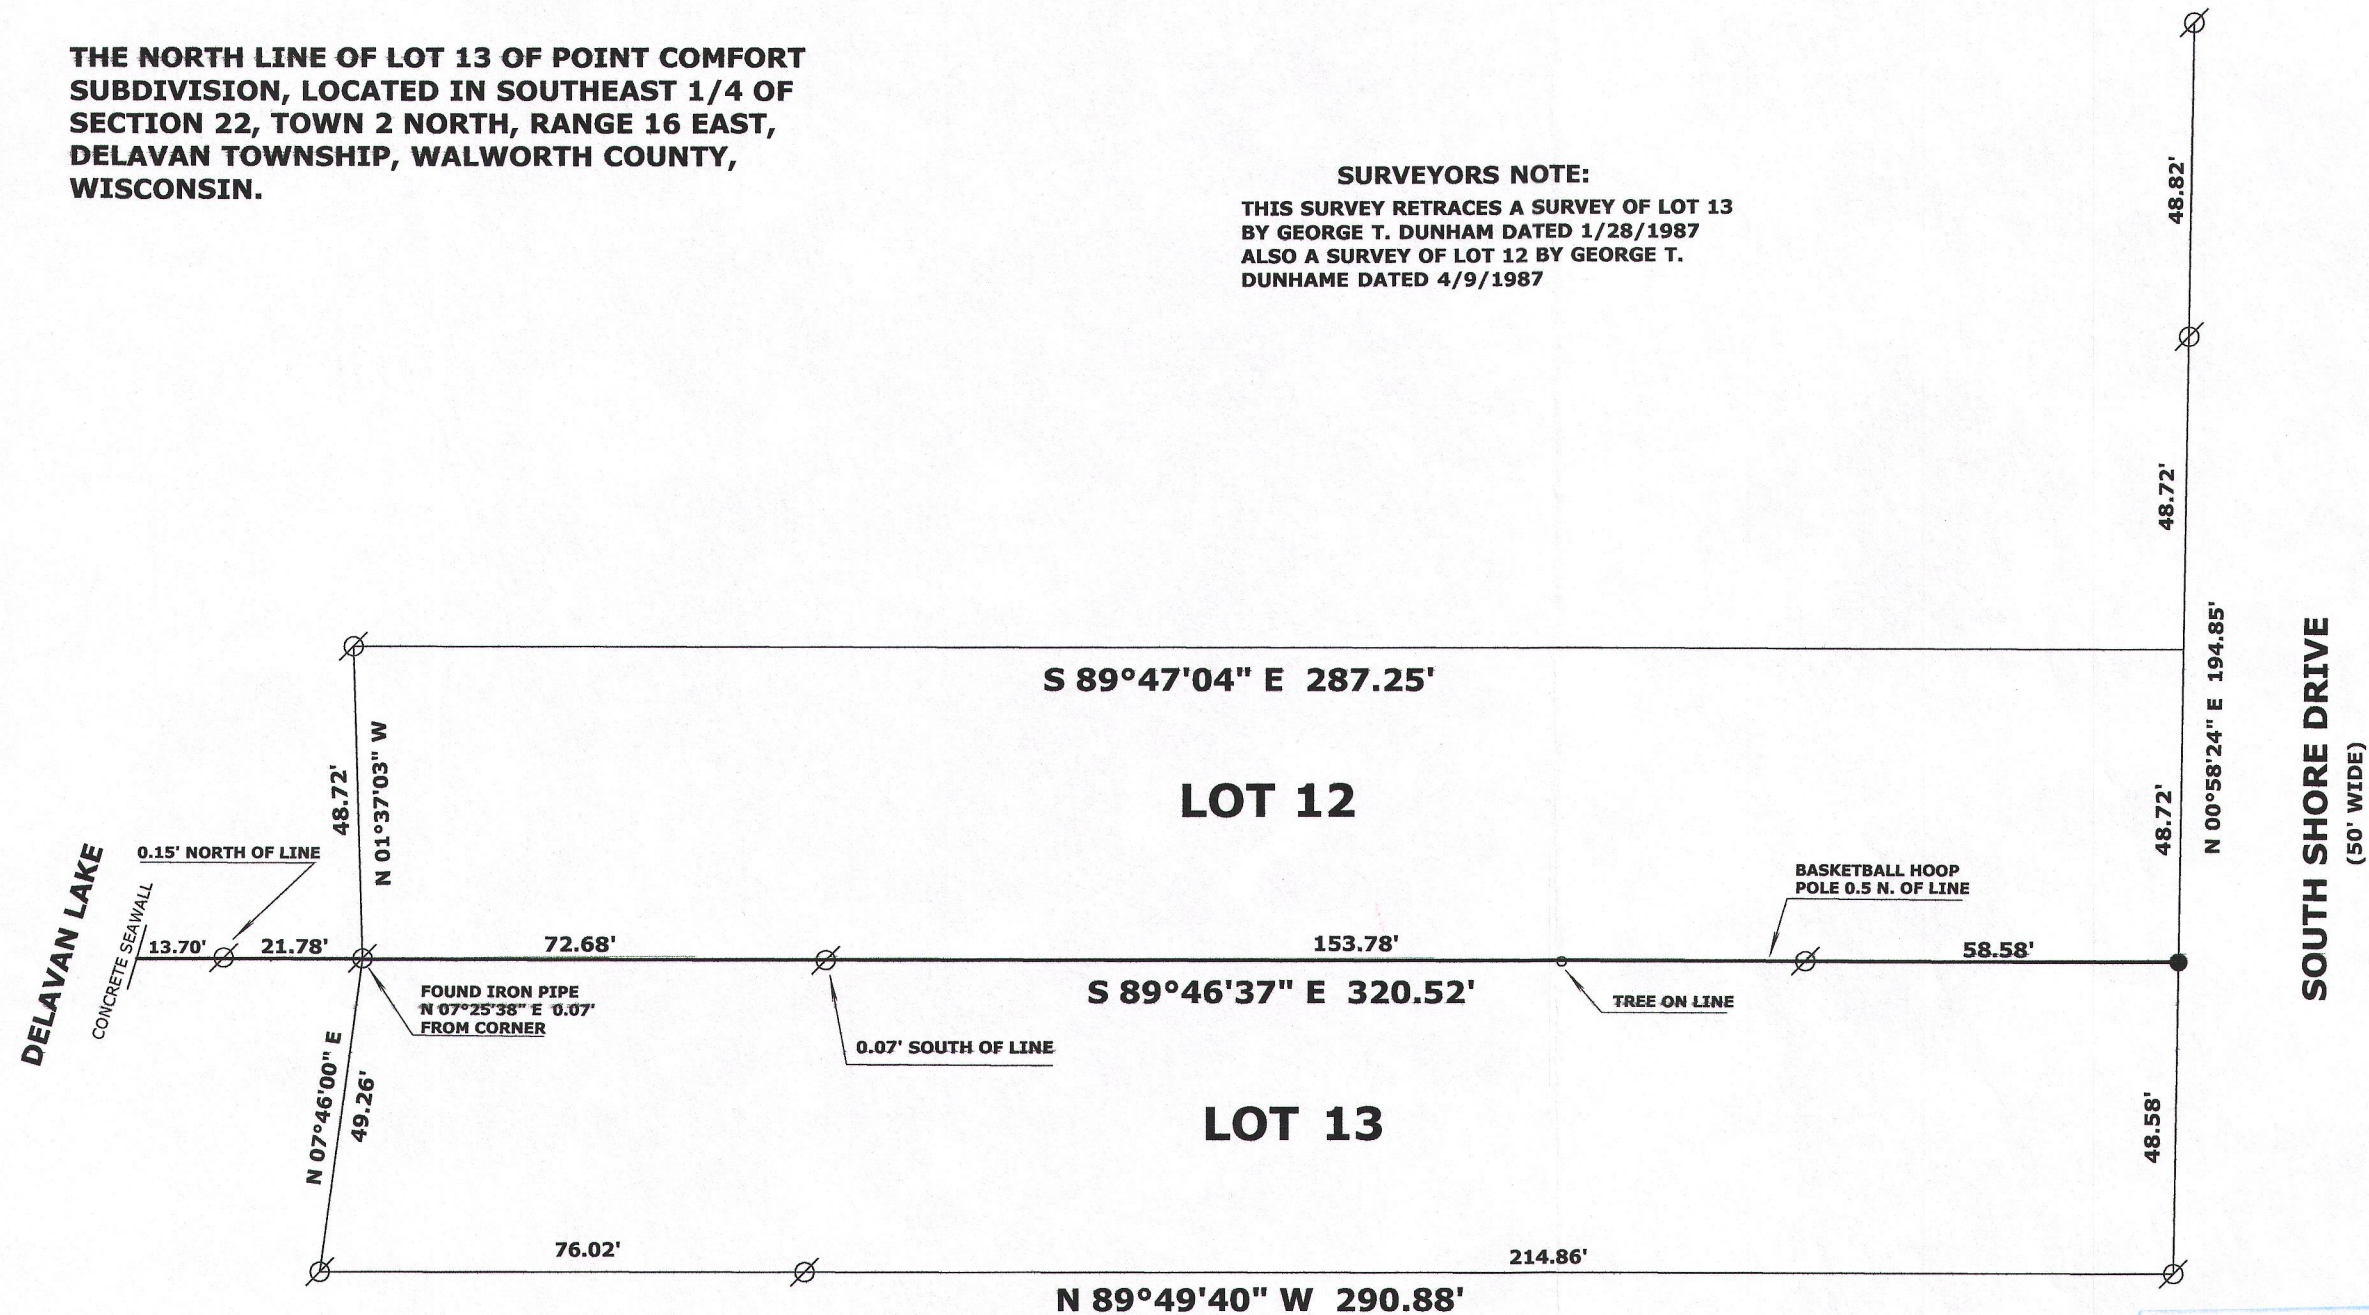 THE NORTH LINE OF LOT 13 OF POINT COMFORT
SUBDIVISION, LOCATED IN SOUTHEAST 1/4 OF
SECTION 22, TOWN 2 NORTH, RANGE 16 EAST,
DELAVAN TOWNSHIP, WALWORTH COUNTY,
WISCONSIN.
SURVEYORS NOTE:
THIS SURVEY RETRACES A SURVEY OF LOT 13
BY GEORGE T. DUNHAM DATED 1/28/1987
ALSO A SURVEY OF LOT 12 BY GEORGE T.
DUNHAME DATED 4/9/1987
48.82'
48.72'
S 89°47'04" E 287.25'
N 00°58'24" E 194.85'
SOUTH SHORE DRIVE
(50' WIDE)
48.72'
N 01°37'03" W
LOT 12
48.72'
DELAVAN LAKE
CONCRETE SEAWALL
0.15' NORTH OF LINE
BASKETBALL HOOP
POLE 0.5 N. OF LINE
13.70'
21.78'
72.68'
153.78'
58.58'
S 89°46'37" E 320.52'
FOUND IRON PIPE
N 07°25'38" E 0.07'
FROM CORNER
TREE ON LINE
0.07' SOUTH OF LINE
N 07°46'00" E
49.26'
LOT 13
48.58'
76.02'
214.86'
N 89°49'40" W 290.88'